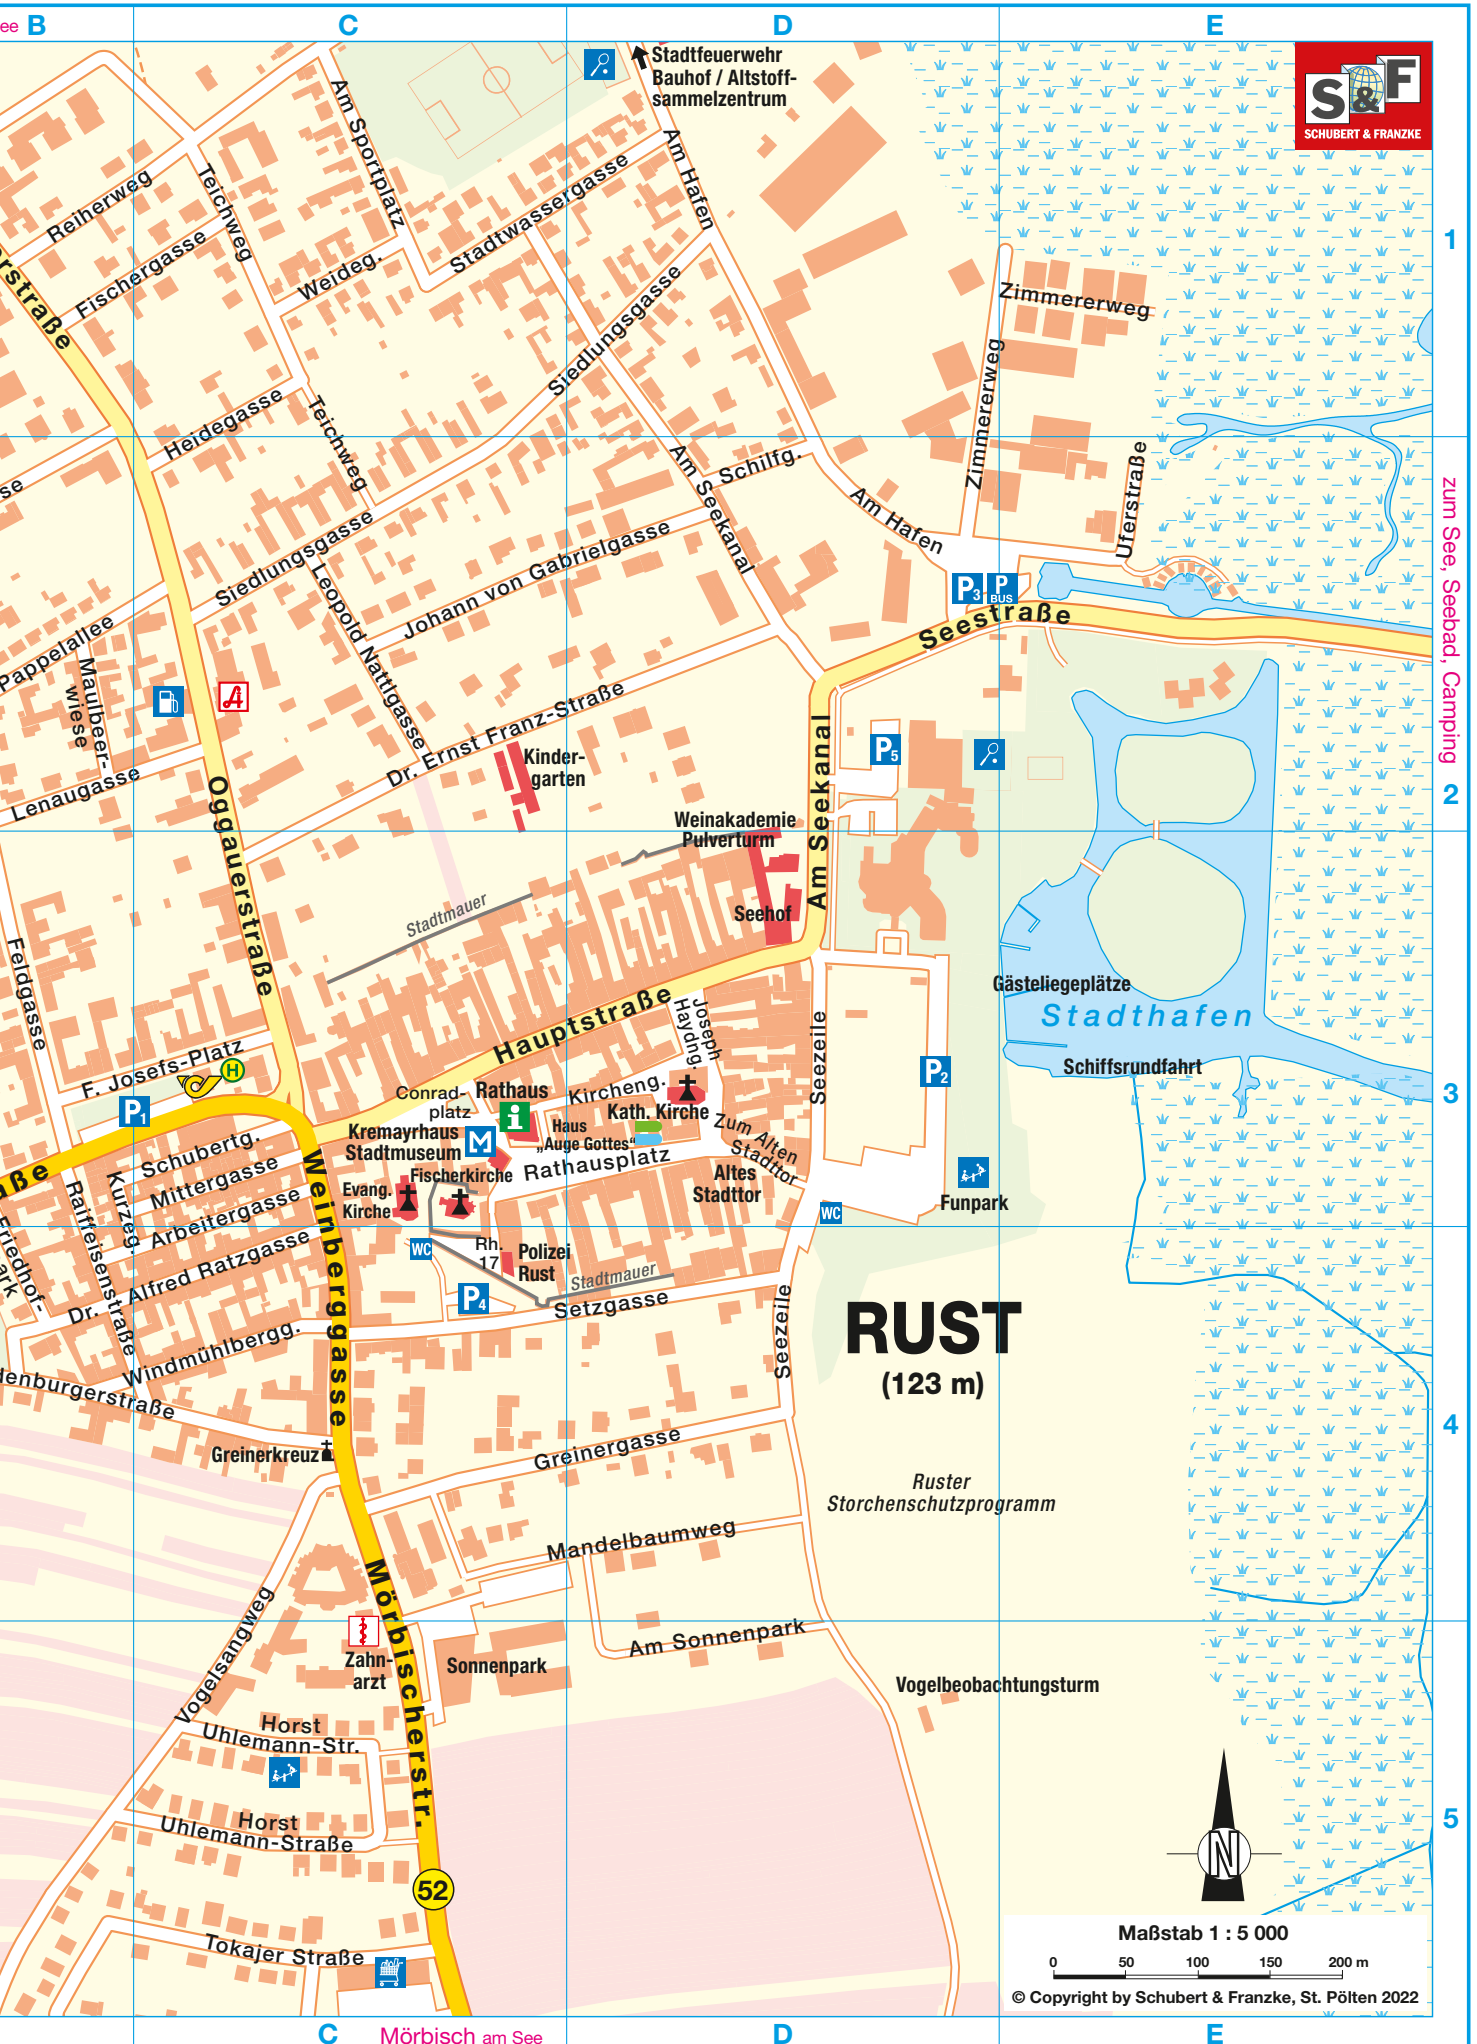 ee
B
C
D
E
Stadtfeuerwehr
Bauhof / Altstoff-
sammelzentrum
S&F
SCHUBERT & FRANZKE
Am Sportplatz
Am Hafen
Reiherweg
Teichweg
Stadtwassergasse
Fischergasse
Weideg.
1
erstraße
Siedlungsgasse
Zimmererweg
Zimmererweg
Heidegasse
Teichweg
Am Seekanal
Schilfg.
se
Am Hafen
Uferstraße
zum See, Seebad, Camping
Siedlungsgasse
Johann von Gabrielgasse
Leopold Nattlgasse
P3
P
BUS
Seestraße
Pappelallee
Maulbeer-
wiese
Dr. Ernst Franz-Straße
Am Seekanal
P5
Kinder-
garten
Lenaugasse
Oggauerstraße
2
Weinakademie
Pulverturm
Stadtmauer
Seehof
Feldgasse
Gästeliegeplätze
Stadthafen
Hauptstraße
Joseph
Haydng.
Seezeile
F. Josefs-Platz
H
Schiffsrundfahrt
P2
P1
Conrad-
platz
Rathaus
i
Kircheng.
Kath. Kirche
3
Kremayrhaus
Stadtmuseum
M
Haus
„Auge Gottes“
Zum Alten
Stadttor
Schubertg.
Mittergasse
Rathausplatz
Fischerkirche
Altes
Stadttor
aße
Kurzeg.
Raiffeisenstraße
Arbeitergasse
Evang.
Kirche
Weinberggasse
WC
Funpark
Friedhof-
ark
Dr. Alfred Ratzgasse
WC
Rh.
17
Polizei
Rust
Stadtmauer
P4
Setzgasse
Seezeile
RUST
(123 m)
Windmühlbergg.
denburgerstraße
4
Greinerkreuz
Greinergasse
Ruster
Storchenschutzprogramm
Mandelbaumweg
Mörbischerstr.
Vogelsangweg
Zahn-
arzt
Sonnenpark
Am Sonnenpark
Vogelbeobachtungsturm
Horst
Uhlemann-Str.
Horst
Uhlemann-Straße
5
N
52
Tokajer Straße
Maßstab 1 : 5 000
0 50 100 150 200 m
© Copyright by Schubert & Franzke, St. Pölten 2022
C
Mörbisch am See
D
E